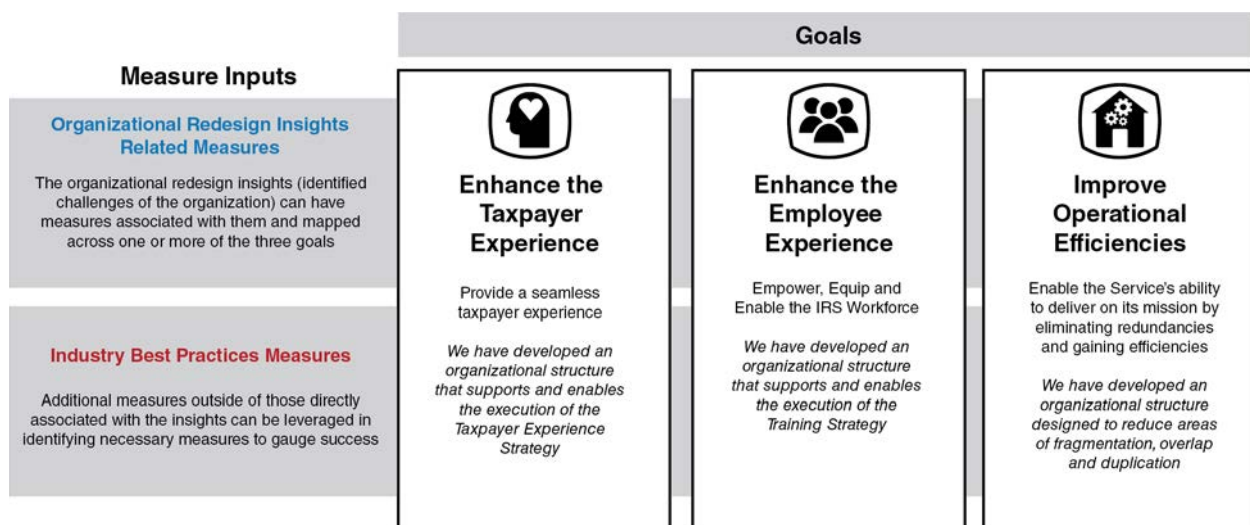 Goals
Measure Inputs
Organizational Redesign Insights
Related Measures
The organizational redesign insights (identified
challenges of the organization) can have
measures associated with them and mapped
across one or more of the three goals
Industry Best Practices Measures
Additional measures outside of those directly
associated with the insights can be leveraged in
identifying necessary measures to gauge success
Enhance the
Taxpayer
Experience
Provide a seamless
taxpayer experience
We have developed an
organizational structure
that supports and enables
the execution of the
Taxpayer Experience
Strategy
Enhance the
Employee
Experience
Empower, Equip and
Enable the IRS Workforce
We have developed an
organizational structure
that supports and enables
the execution of the
Training Strategy
Improve
Operational
Efficiencies
Enable the Service's ability
to deliver on its mission by
eliminating redundancies
and gaining efficiencies
We have developed an
organizational structure
designed to reduce areas
of fragmentation, overlap
and duplication